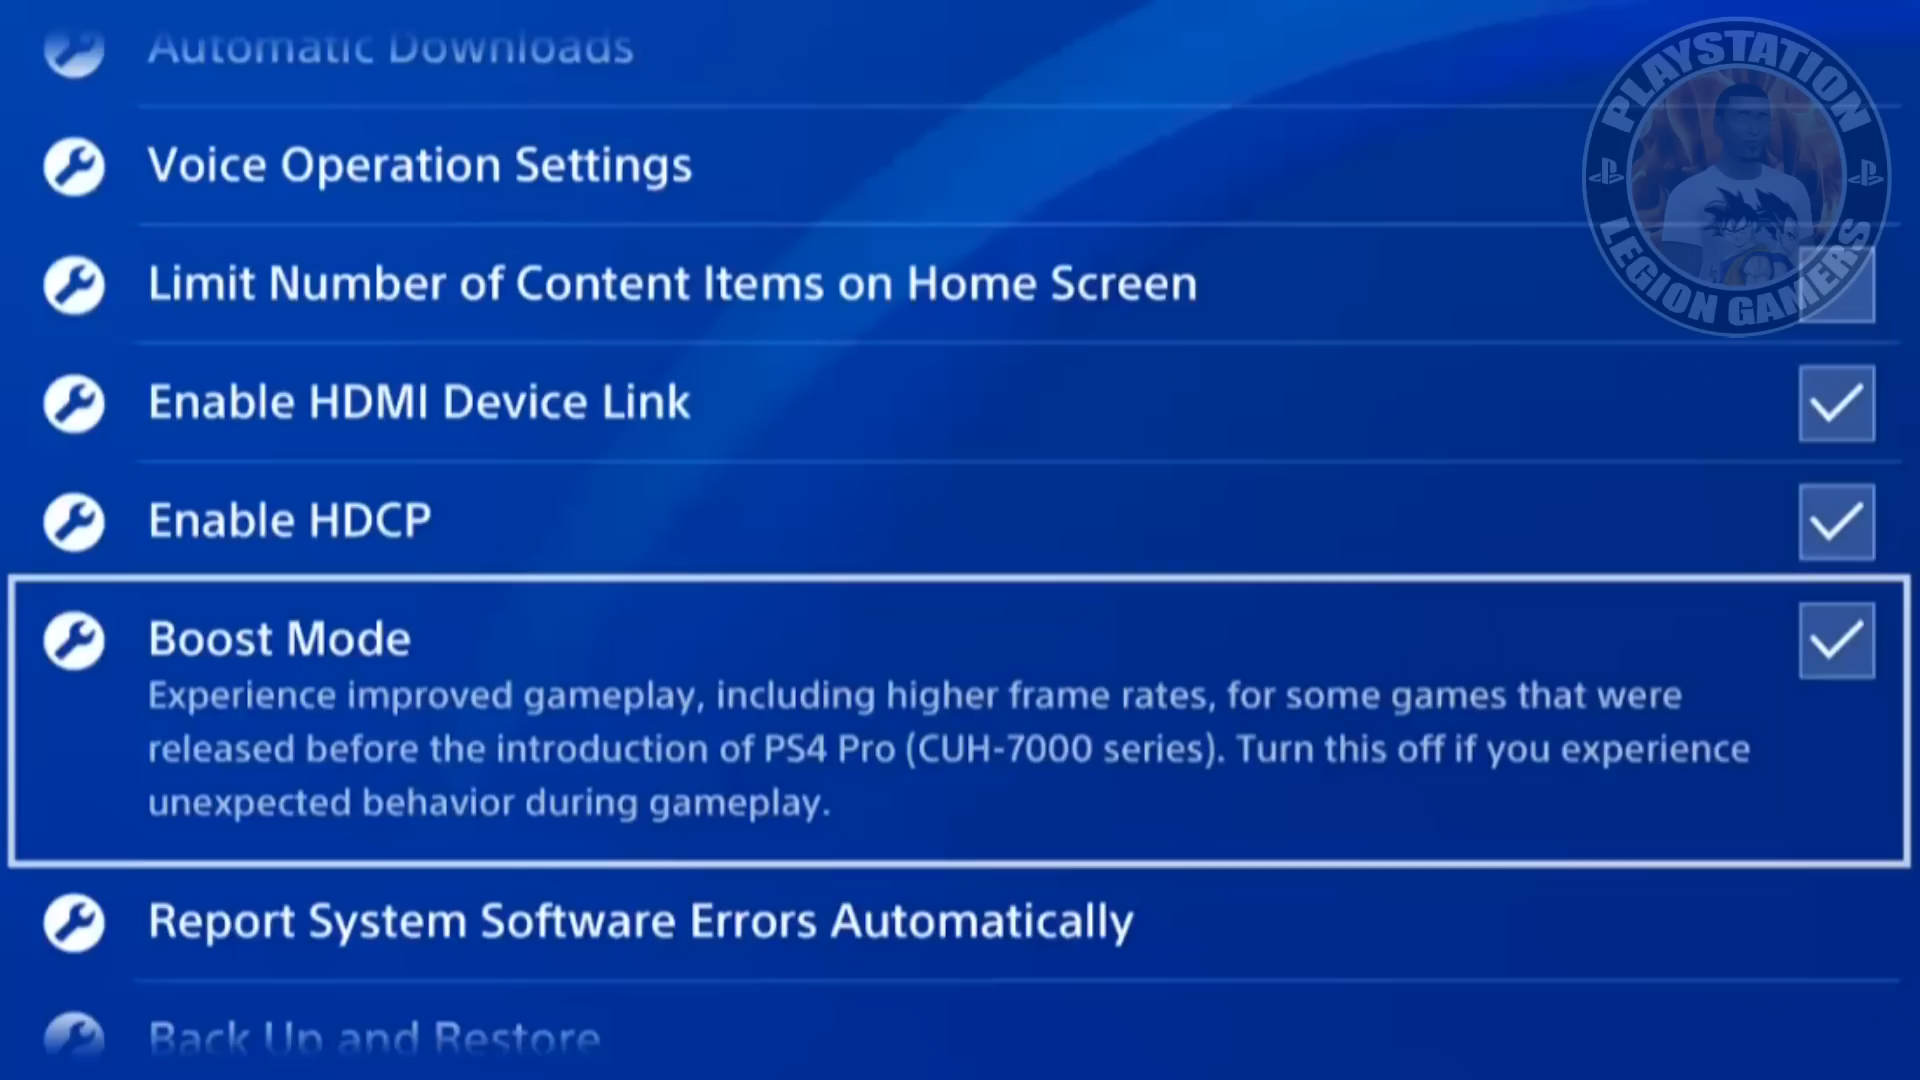 Automatic Downloads
PLAYSTATION
LEGION GAMERS
Voice Operation Settings
Limit Number of Content Items on Home Screen
Enable HDMI Device Link
Enable HDCP
Boost Mode
Experience improved gameplay, including higher frame rates, for some games that were
released before the introduction of PS4 Pro (CUH-7000 series). Turn this off if you experience
unexpected behavior during gameplay.
Report System Software Errors Automatically
Back Up and Restore